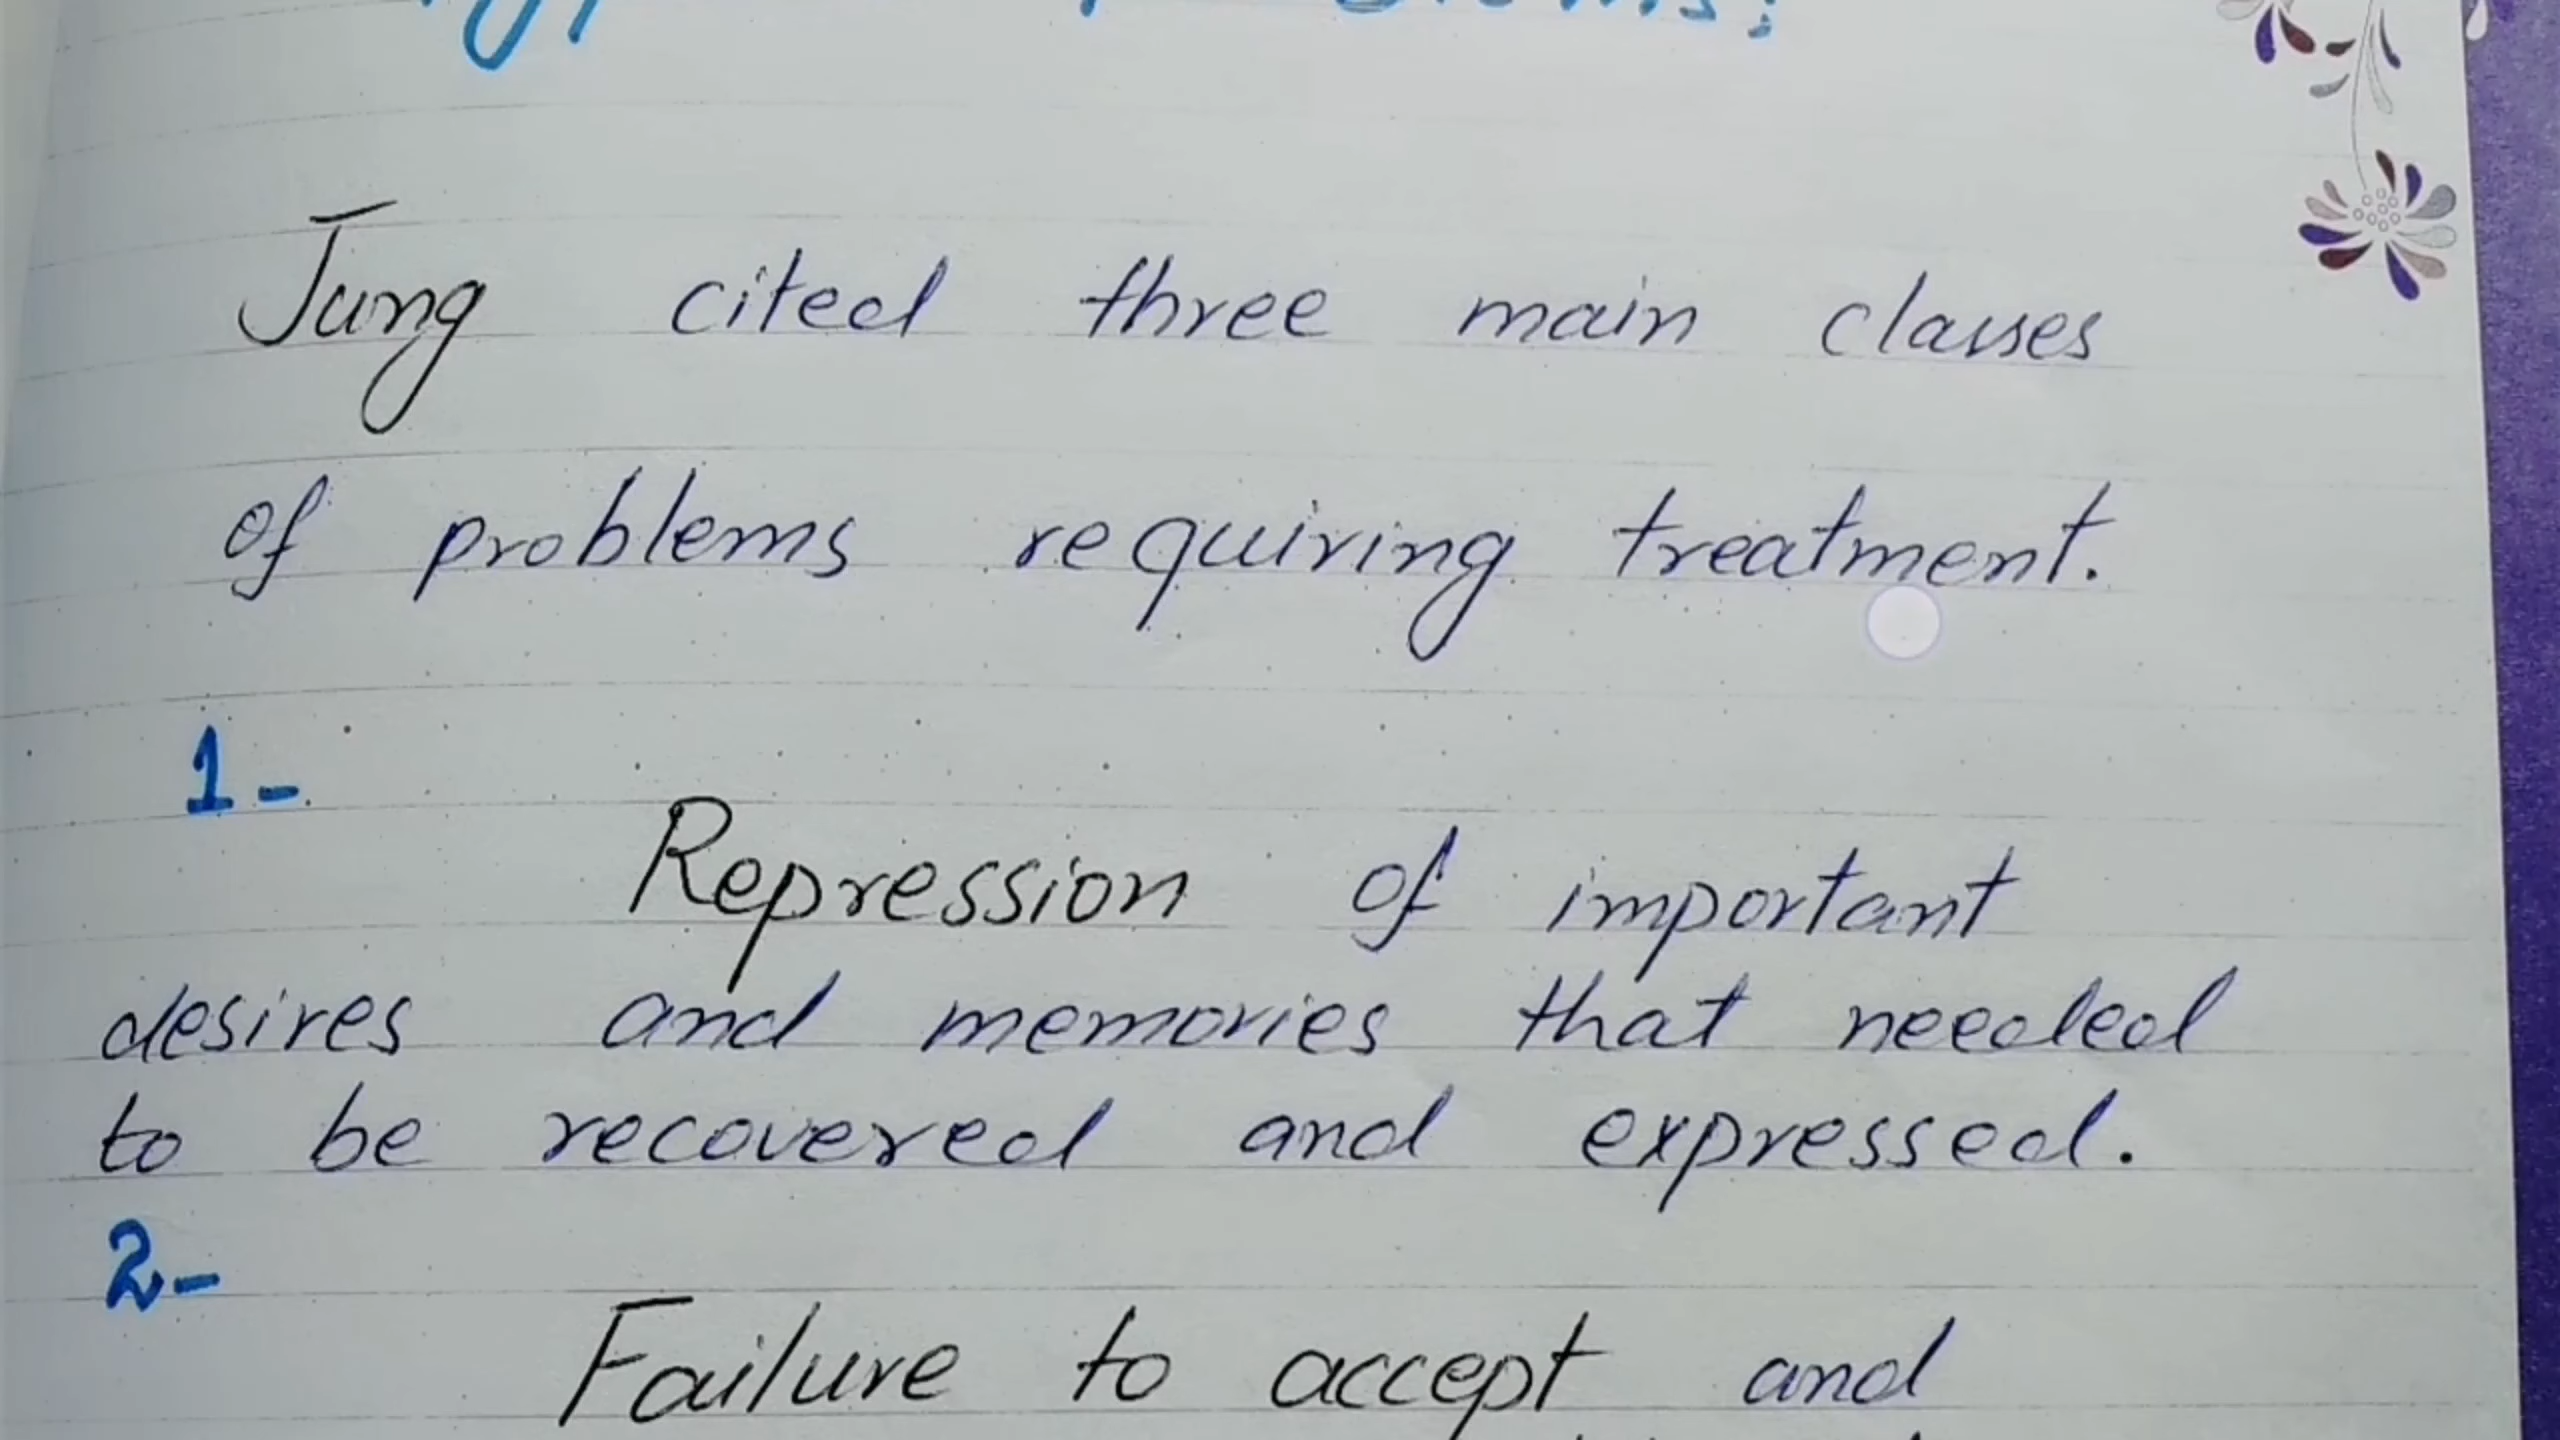 Jung cited three main classes
of problems requiring treatment.
1-
Repression of important
desires and memories that needed
to be recovered and expressed.
2-
Failure to accept and